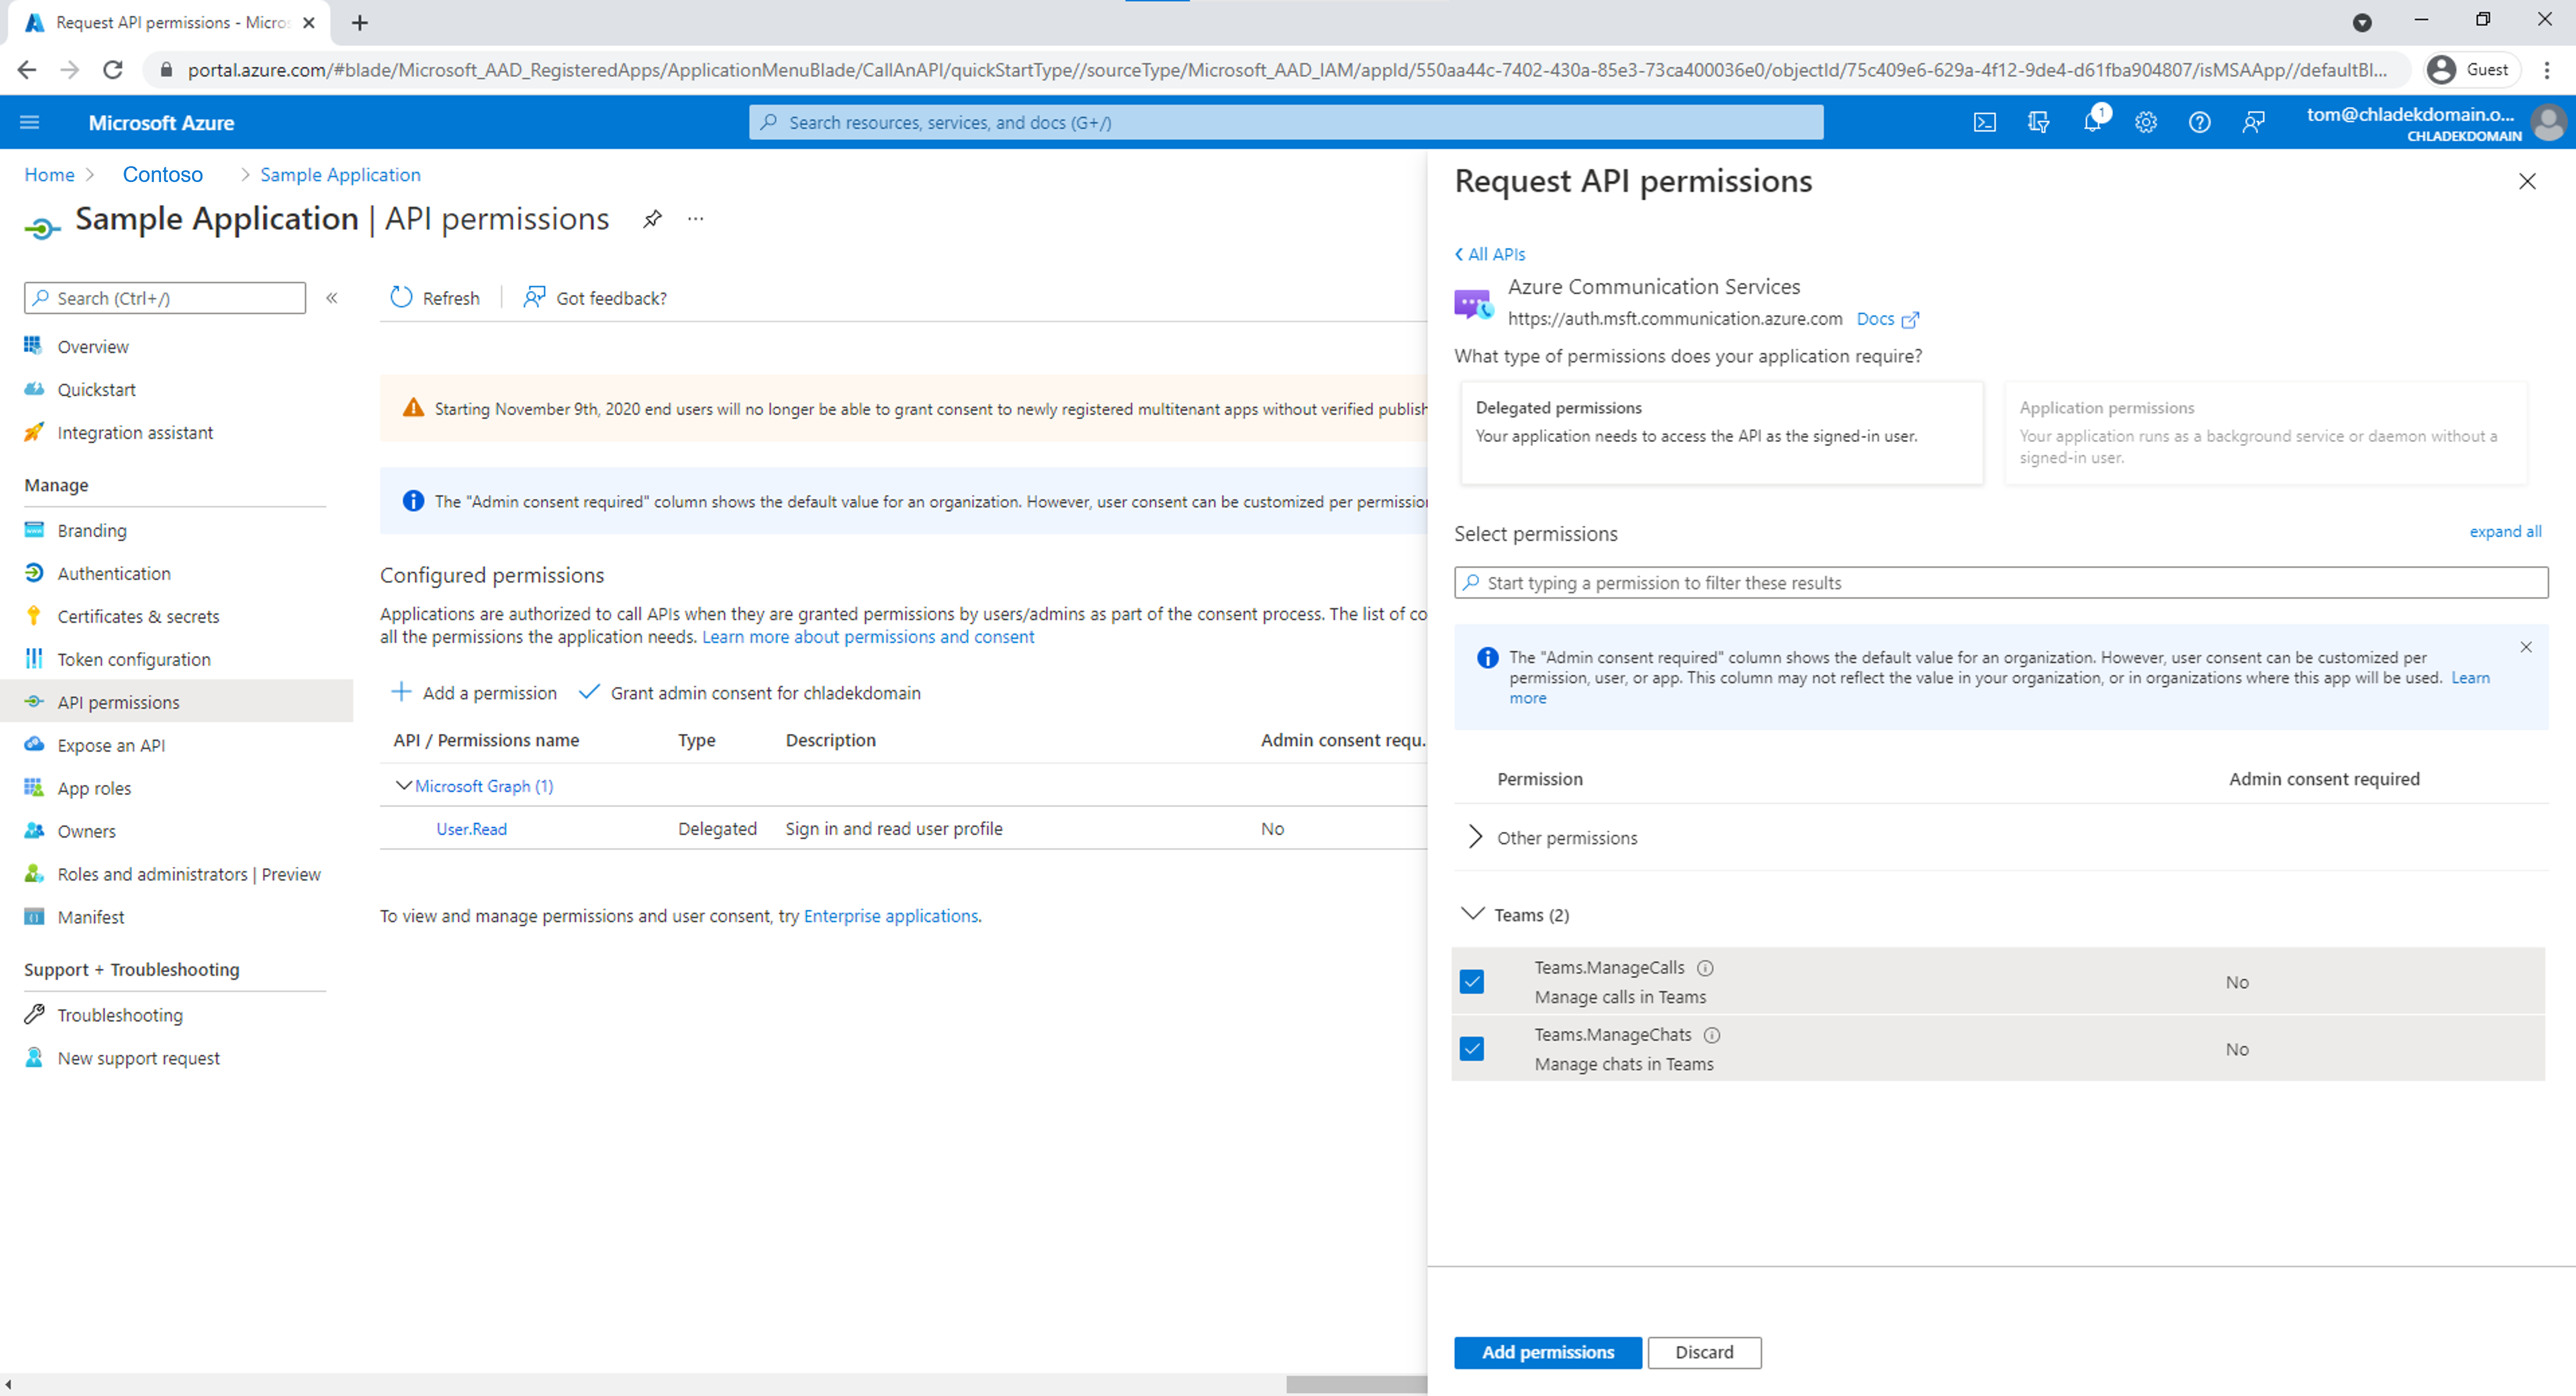 Request API permissions - Micro
portal.azure.com/#blade/Microsoft_AAD_RegisteredApps/ApplicationMenuBlade/CallAnAPI/quickStartType//sourceType/Microsoft_AAD_IAM/appId/550aa44c-7402-430a-85e3-73ca400036e0/objectId/75c409e6-629a-4f12-9de4-d61fba904807/isMSAApp//defaultBl...
Guest
Microsoft Azure
Search resources, services, and docs (G+/)
1
tom@chladekdomain.o...
CHLADEKDOMAIN
Home > Contoso > Sample Application
Sample Application | API permissions
...
Search (Ctrl+/)
«
Overview
Quickstart
Integration assistant
Manage
Branding
Authentication
Certificates & secrets
Token configuration
API permissions
Expose an API
App roles
Owners
Roles and administrators | Preview
Manifest
Support + Troubleshooting
Troubleshooting
New support request
Refresh
Got feedback?
Starting November 9th, 2020 end users will no longer be able to grant consent to newly registered multitenant apps without verified publish
The "Admin consent required" column shows the default value for an organization. However, user consent can be customized per permissio
Configured permissions
Applications are authorized to call APIs when they are granted permissions by users/admins as part of the consent process. The list of co
all the permissions the application needs. Learn more about permissions and consent
Add a permission
Grant admin consent for chladekdomain
API / Permissions name Type Description Admin consent requ.
Microsoft Graph (1)
User.Read Delegated Sign in and read user profile No
To view and manage permissions and user consent, try Enterprise applications.
Request API permissions
All APIs
Azure Communication Services
https://auth.msft.communication.azure.com Docs
What type of permissions does your application require?
Delegated permissions
Your application needs to access the API as the signed-in user.
Application permissions
Your application runs as a background service or daemon without a
signed-in user.
Select permissions
expand all
Start typing a permission to filter these results
The "Admin consent required" column shows the default value for an organization. However, user consent can be customized per
permission, user, or app. This column may not reflect the value in your organization, or in organizations where this app will be used. Learn
more
Permission Admin consent required
Other permissions
Teams (2)
Teams.ManageCalls
Manage calls in Teams
No
Teams.ManageChats
Manage chats in Teams
No
Add permissions
Discard